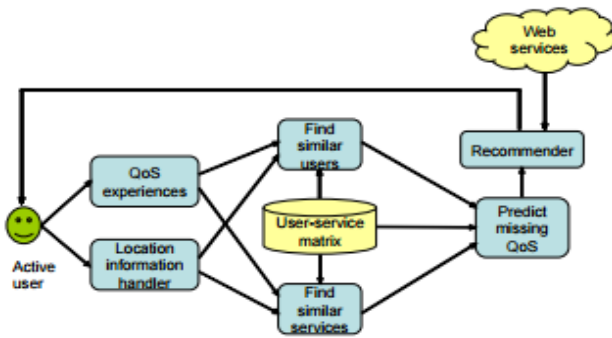 Web
services
Find
similar
users
Recommender
QoS
experiences
User-service
matrix
Predict
missing
QoS
Location
information
handler
Active
user
Find
similar
services